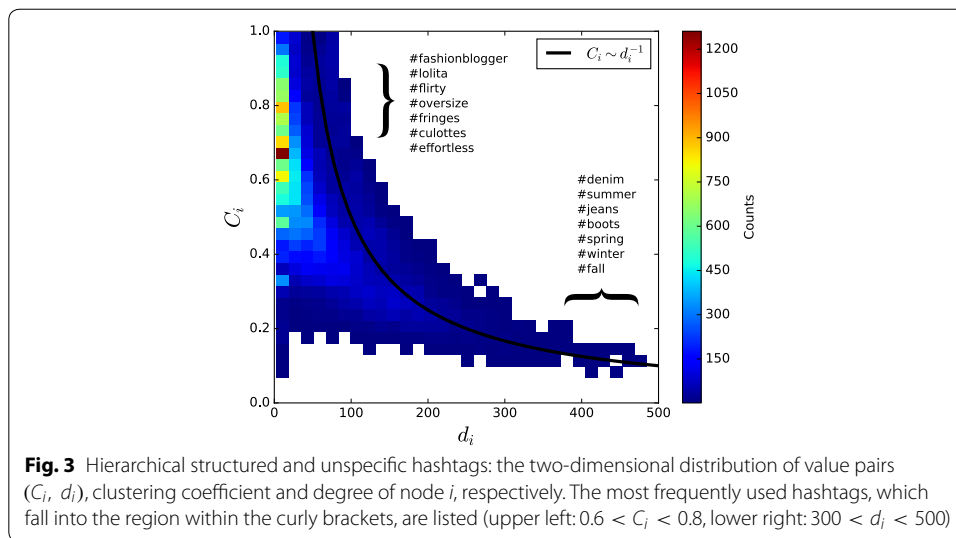 1.0
0.8
0.6
0.4
0.2
0.0
C_i
0
100
200
300
400
500
d_i
C_i ∼ d_i^{-1}
#fashionblogger
#lolita
#flirty
#oversize
#fringes
#culottes
#effortless
#denim
#summer
#jeans
#boots
#spring
#winter
#fall
1200
1050
900
750
600
450
300
150
Counts
Fig. 3 Hierarchical structured and unspecific hashtags: the two-dimensional distribution of value pairs
(C_i, d_i), clustering coefficient and degree of node i, respectively. The most frequently used hashtags, which
fall into the region within the curly brackets, are listed (upper left: 0.6 < C_i < 0.8, lower right: 300 < d_i < 500)